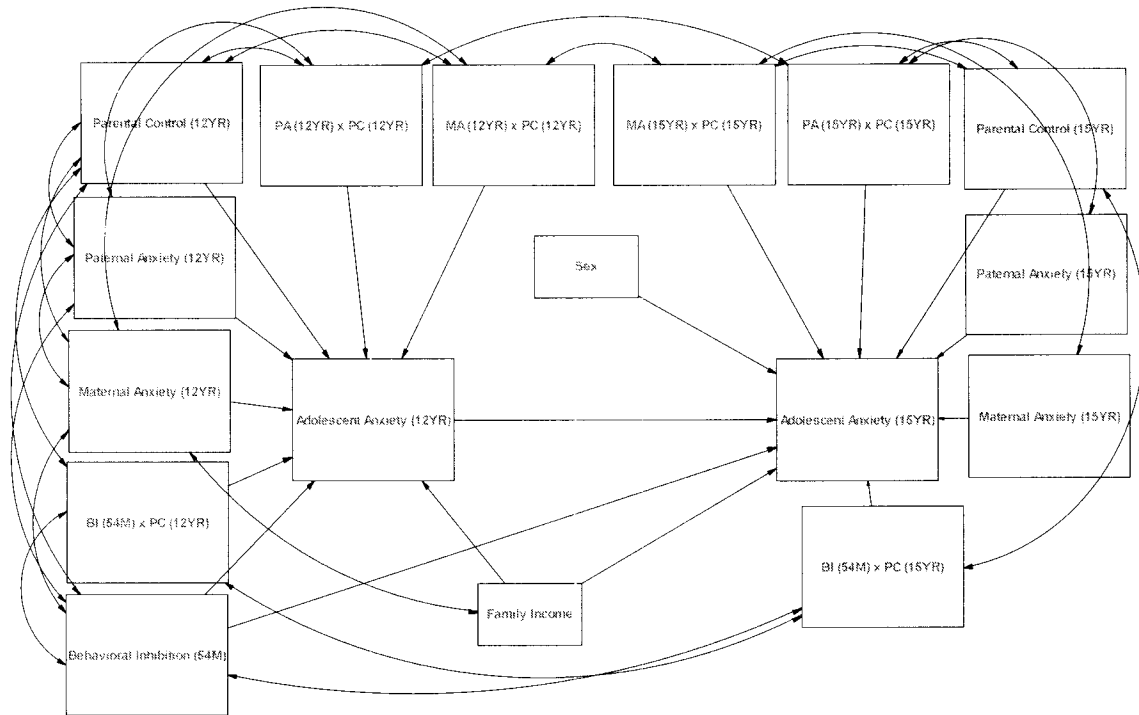 Parental Control (12YR)
PA (12YR) x PC (12YR)
MA (12YR) x PC (12YR)
MA (15YR) x PC (15YR)
PA (15YR) x PC (15YR)
Parental Control (15YR)
Paternal Anxiety (12YR)
Sex
Paternal Anxiety (15YR)
Maternal Anxiety (12YR)
Adolescent Anxiety (12YR)
Adolescent Anxiety (15YR)
Maternal Anxiety (15YR)
BI (54M) x PC (12YR)
BI (54M) x PC (15YR)
Family Income
Behavioral Inhibition (54M)